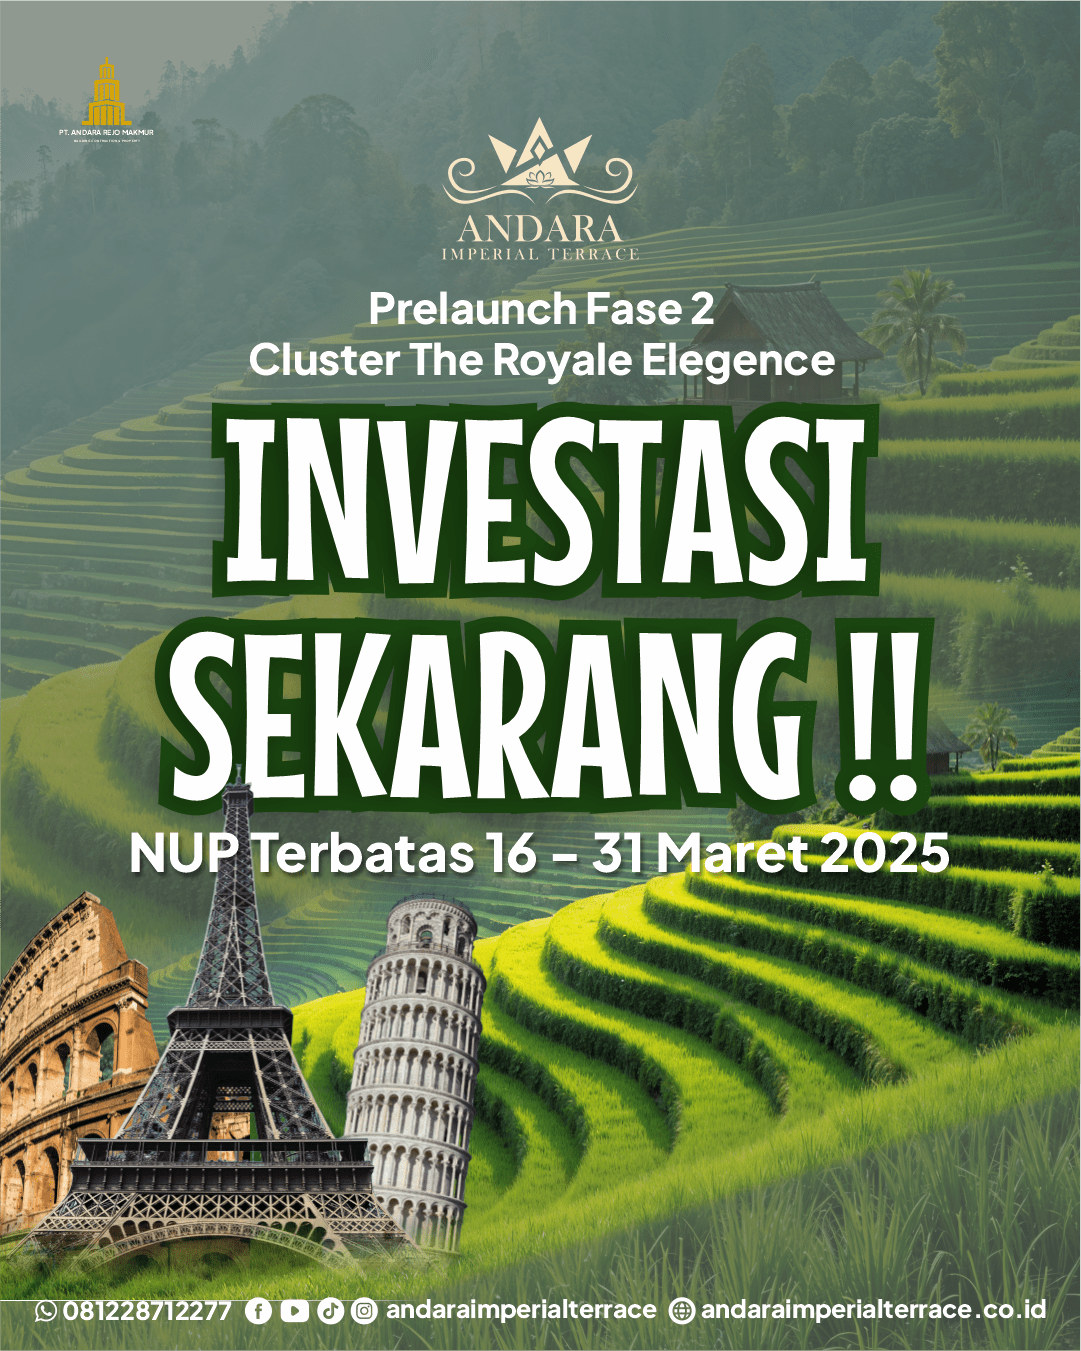 PT. ANDARA REJO MAKMUR
ANDARA
IMPERIAL TERRACE
Prelaunch Fase 2
Cluster The Royale Elegence
INVESTASI
SEKARANG !!
NUP Terbatas 16 – 31 Maret 2025
081228712277 andaraimperialterrace andaraimperialterrace.co.id